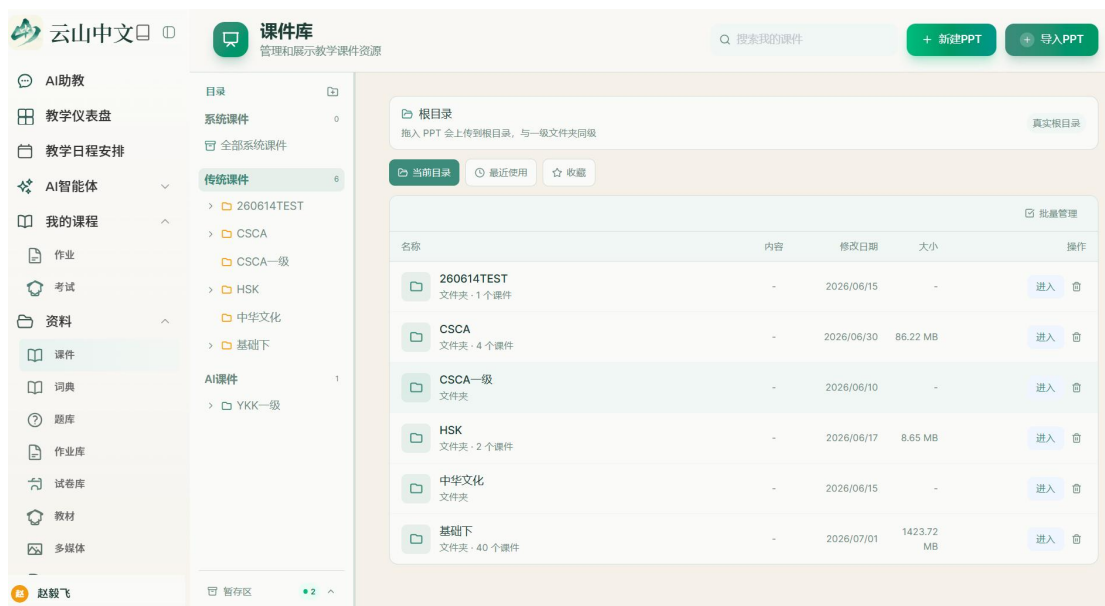 云山中文
AI助教
教学仪表盘
教学日程安排
AI智能体
我的课程
作业
考试
资料
课件
词典
题库
作业库
试卷库
教材
多媒体
赵 赵毅飞
课件库
管理和展示教学课件资源
搜索我的课件
+ 新建PPT
+ 导入PPT
目录
系统课件 0
全部系统课件
传统课件 6
260614TEST
CSCA
CSCA一级
HSK
中华文化
基础下
AI课件 1
YKK一级
暂存区 2
根目录
拖入 PPT 会上传到根目录，与一级文件夹同级
真实根目录
当前目录 最近使用 收藏
批量管理
名称 内容 修改日期 大小 操作
260614TEST
文件夹 · 1 个课件
- 2026/06/15 - 进入
CSCA
文件夹 · 4 个课件
- 2026/06/30 86.22 MB 进入
CSCA一级
文件夹
- 2026/06/10 - 进入
HSK
文件夹 · 2 个课件
- 2026/06/17 8.65 MB 进入
中华文化
文件夹
- 2026/06/15 - 进入
基础下
文件夹 · 40 个课件
- 2026/07/01 1423.72 MB 进入